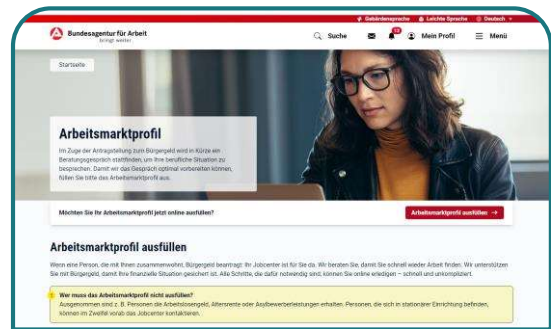 Gebärdensprache Leichte Sprache Deutsch
Bundesagentur für Arbeit
bringt weiter.
Suche 10 Mein Profil Menü
Startseite
Arbeitsmarktprofil
Im Zuge der Antragstellung zum Bürgergeld wird in Kürze ein
Beratungsgespräch stattfinden, um Ihre berufliche Situation zu
besprechen. Damit wir das Gespräch optimal vorbereiten können,
füllen Sie bitte das Arbeitsmarktprofil aus.
Möchten Sie Ihr Arbeitsmarktprofil jetzt online ausfüllen? Arbeitsmarktprofil ausfüllen →
Arbeitsmarktprofil ausfüllen
Wenn eine Person, die mit Ihnen zusammenwohnt, Bürgergeld beantragt: Ihr Jobcenter ist für Sie da. Wir beraten Sie, damit Sie schnell wieder Arbeit finden. Wir unterstützen
Sie mit Bürgergeld, damit Ihre finanzielle Situation gesichert ist. Alle Schritte, die dafür notwendig sind, können Sie online erledigen – schnell und unkompliziert.
Wer muss das Arbeitsmarktprofil nicht ausfüllen?
Ausgenommen sind z. B. Personen die Arbeitslosengeld, Altersrente oder Asylbewerberleistungen erhalten. Personen, die sich in stationärer Einrichtung befinden,
können im Zweifel vorab das Jobcenter kontaktieren.